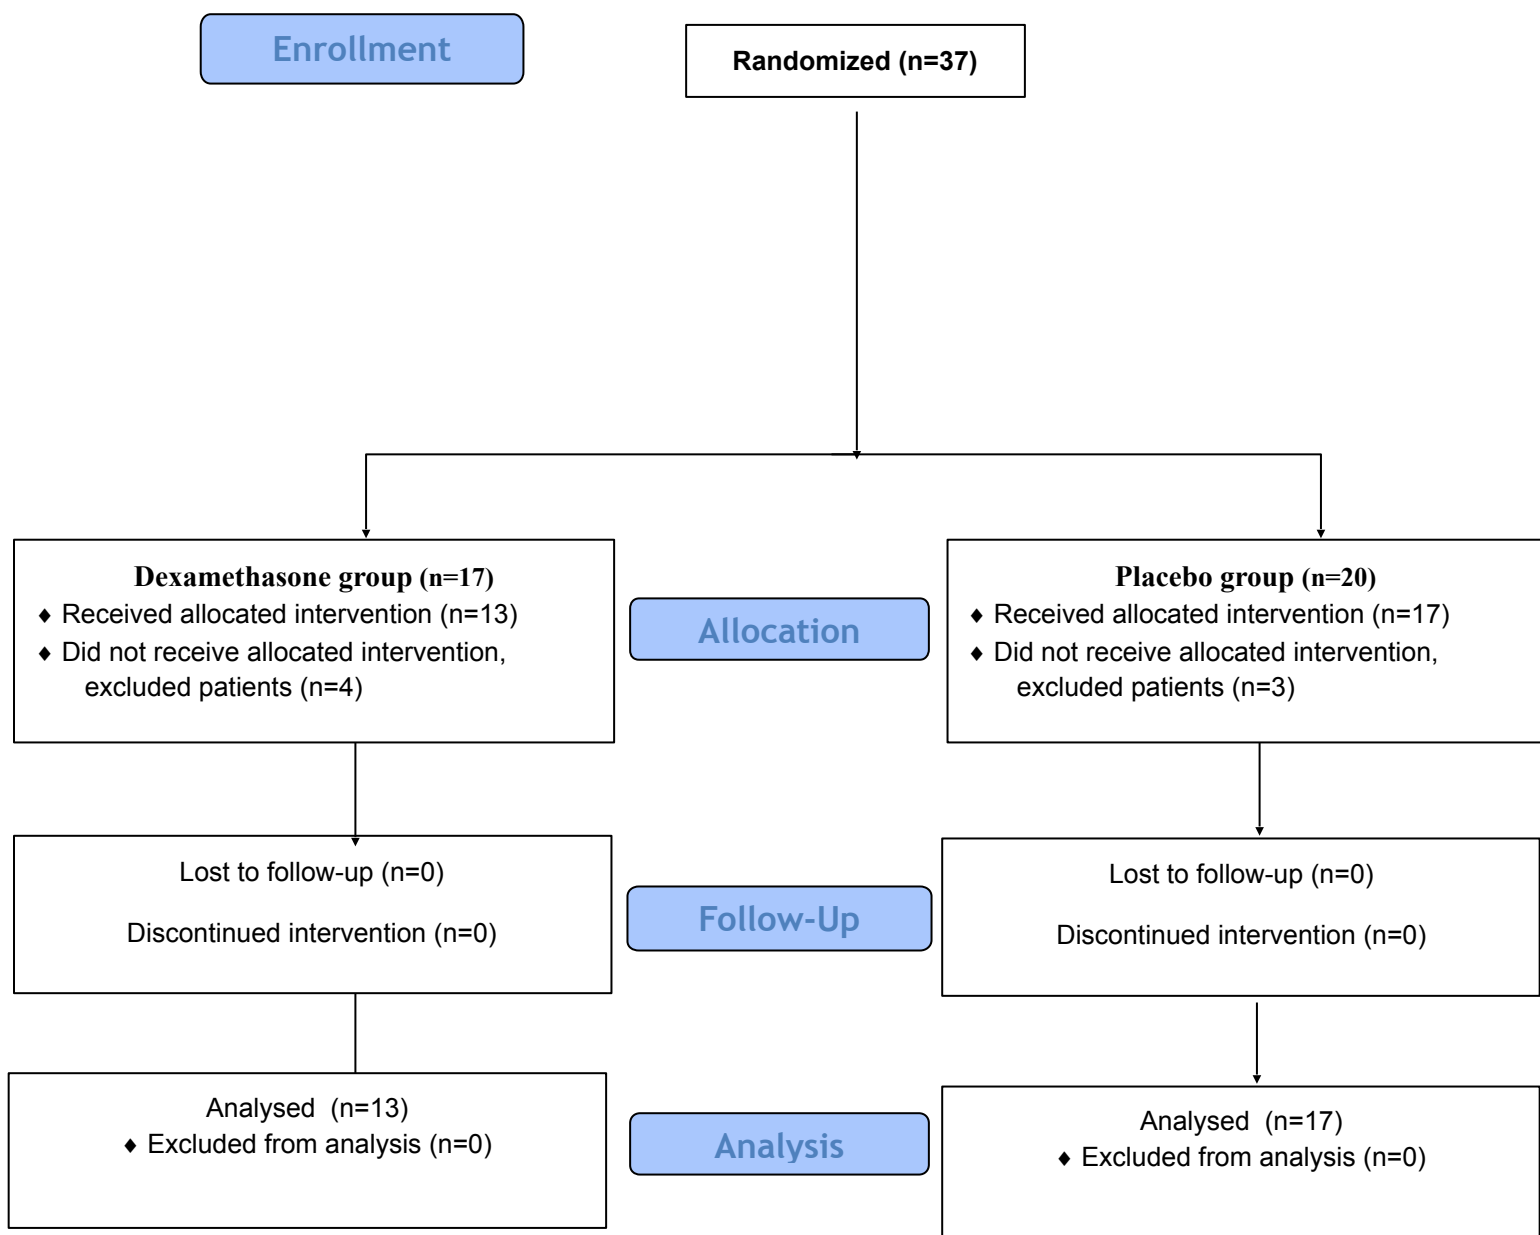 Enrollment
Randomized (n=37)
Dexamethasone group (n=17)
♦ Received allocated intervention (n=13)
♦ Did not receive allocated intervention,
excluded patients (n=4)
Allocation
Placebo group (n=20)
♦ Received allocated intervention (n=17)
♦ Did not receive allocated intervention,
excluded patients (n=3)
Lost to follow-up (n=0)
Discontinued intervention (n=0)
Follow-Up
Lost to follow-up (n=0)
Discontinued intervention (n=0)
Analysed (n=13)
♦ Excluded from analysis (n=0)
Analysis
Analysed (n=17)
♦ Excluded from analysis (n=0)